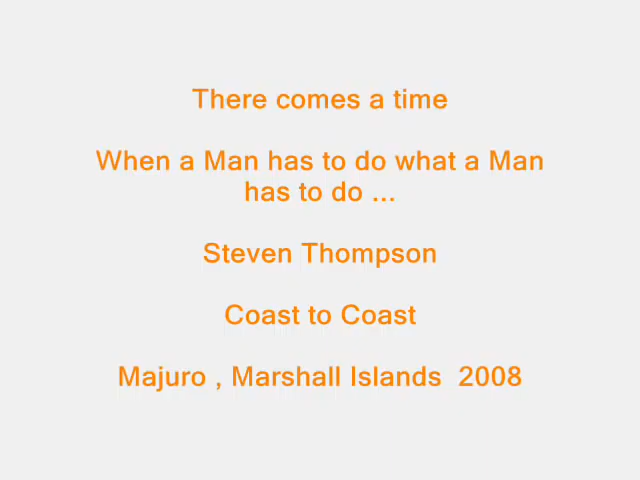 There comes a time
When a Man has to do what a Man
has to do ...
Steven Thompson
Coast to Coast
Majuro , Marshall Islands  2008